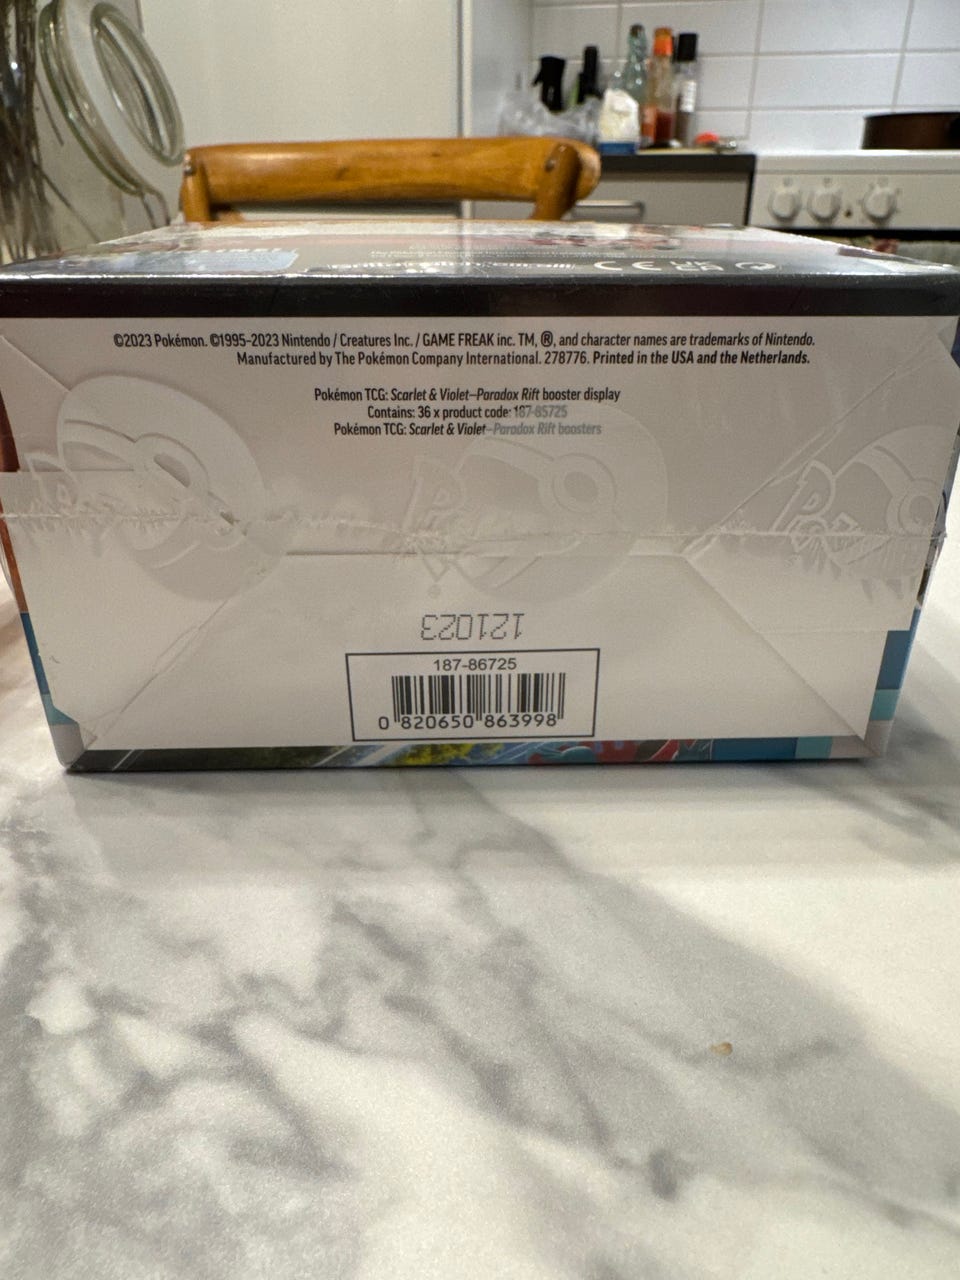 ©2023 Pokémon. ©1995–2023 Nintendo / Creatures Inc. / GAME FREAK inc. TM, ®, and character names are trademarks of Nintendo.
Manufactured by The Pokémon Company International. 278776. Printed in the USA and the Netherlands.
Pokémon TCG: Scarlet & Violet–Paradox Rift booster display
Contains: 36 x product code: 187-85725
Pokémon TCG: Scarlet & Violet–Paradox Rift boosters
121023
187-86725
0 820650 863998